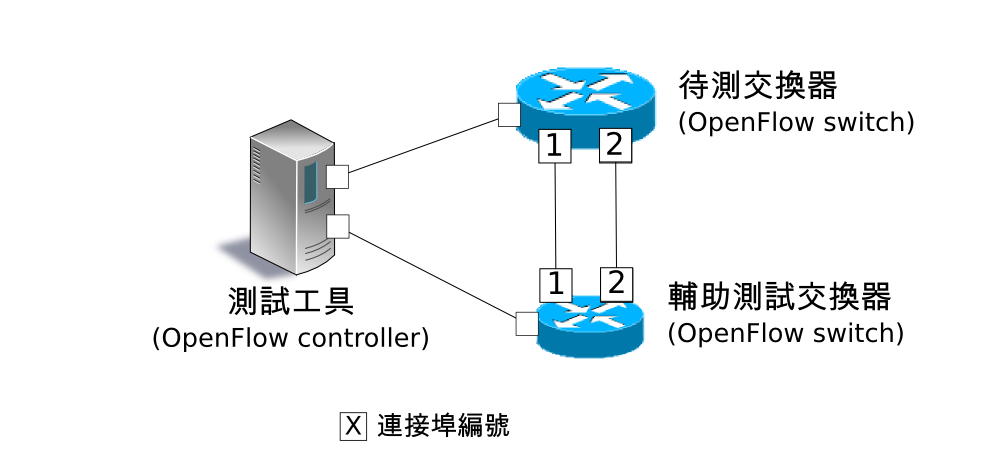 待測交換器
(OpenFlow switch)
1
2
1
2
測試工具
(OpenFlow controller)
輔助測試交換器
(OpenFlow switch)
X 連接埠編號